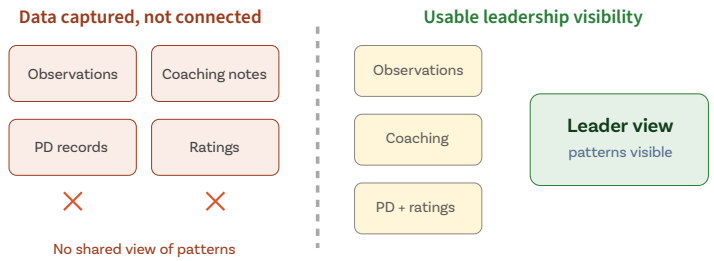 Data captured, not connected
Observations
Coaching notes
PD records
Ratings
No shared view of patterns
Usable leadership visibility
Observations
Coaching
PD + ratings
Leader view
patterns visible